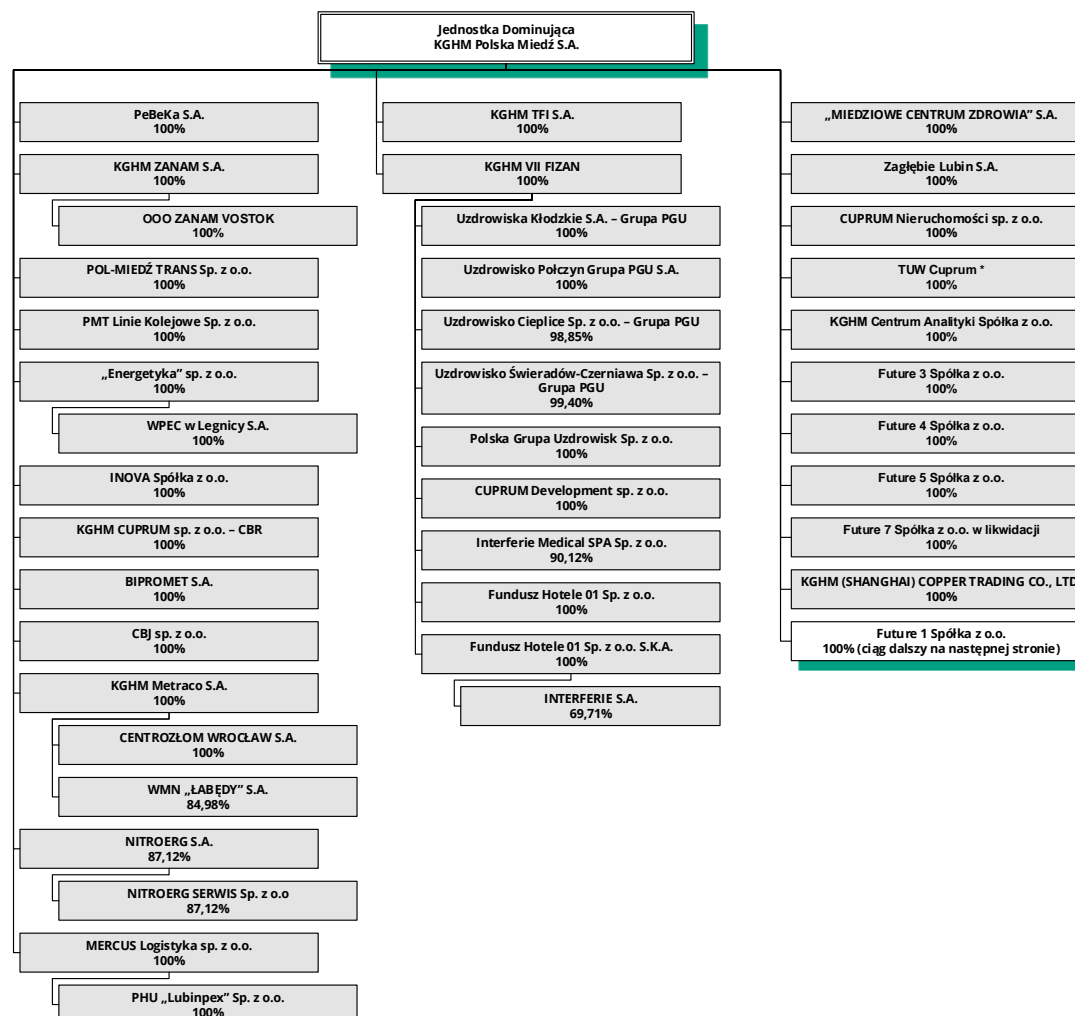 Jednostka Dominująca
KGHM Polska Miedź S.A.
PeBeKa S.A.
100%
KGHM ZANAM S.A.
100%
OOO ZANAM VOSTOK
100%
POL-MIEDŹ TRANS Sp. z o.o.
100%
PMT Linie Kolejowe Sp. z o.o.
100%
„Energetyka” sp. z o.o.
100%
WPEC w Legnicy S.A.
100%
INOVA Spółka z o.o.
100%
KGHM CUPRUM sp. z o.o. – CBR
100%
BIPROMET S.A.
100%
CBJ sp. z o.o.
100%
KGHM Metraco S.A.
100%
CENTROZŁOM WROCŁAW S.A.
100%
WMN „ŁABĘDY” S.A.
84,98%
NITROERG S.A.
87,12%
NITROERG SERWIS Sp. z o.o
87,12%
MERCUS Logistyka sp. z o.o.
100%
PHU „Lubinpex” Sp. z o.o.
100%
KGHM TFI S.A.
100%
KGHM VII FIZAN
100%
Uzdrowiska Kłodzkie S.A. – Grupa PGU
100%
Uzdrowisko Połczyn Grupa PGU S.A.
100%
Uzdrowisko Cieplice Sp. z o.o. – Grupa PGU
98,85%
Uzdrowisko Świeradów-Czerniawa Sp. z o.o. –
Grupa PGU
99,40%
Polska Grupa Uzdrowisk Sp. z o.o.
100%
CUPRUM Development sp. z o.o.
100%
Interferie Medical SPA Sp. z o.o.
90,12%
Fundusz Hotele 01 Sp. z o.o.
100%
Fundusz Hotele 01 Sp. z o.o. S.K.A.
100%
INTERFERIE S.A.
69,71%
„MIEDZIOWE CENTRUM ZDROWIA” S.A.
100%
Zagłębie Lubin S.A.
100%
CUPRUM Nieruchomości sp. z o.o.
100%
TUW Cuprum *
100%
KGHM Centrum Analityki Spółka z o.o.
100%
Future 3 Spółka z o.o.
100%
Future 4 Spółka z o.o.
100%
Future 5 Spółka z o.o.
100%
Future 7 Spółka z o.o. w likwidacji
100%
KGHM (SHANGHAI) COPPER TRADING CO., LTD
100%
Future 1 Spółka z o.o.
100% (ciąg dalszy na następnej stronie)